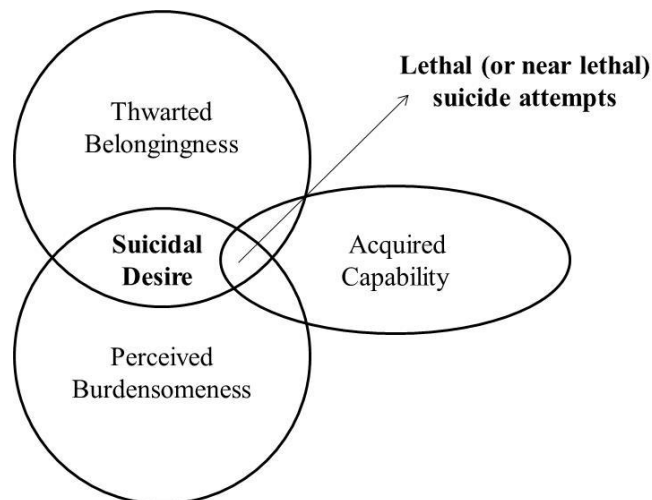 Thwarted
Belongingness
Lethal (or near lethal)
suicide attempts
Suicidal
Desire
Acquired
Capability
Perceived
Burdensomeness